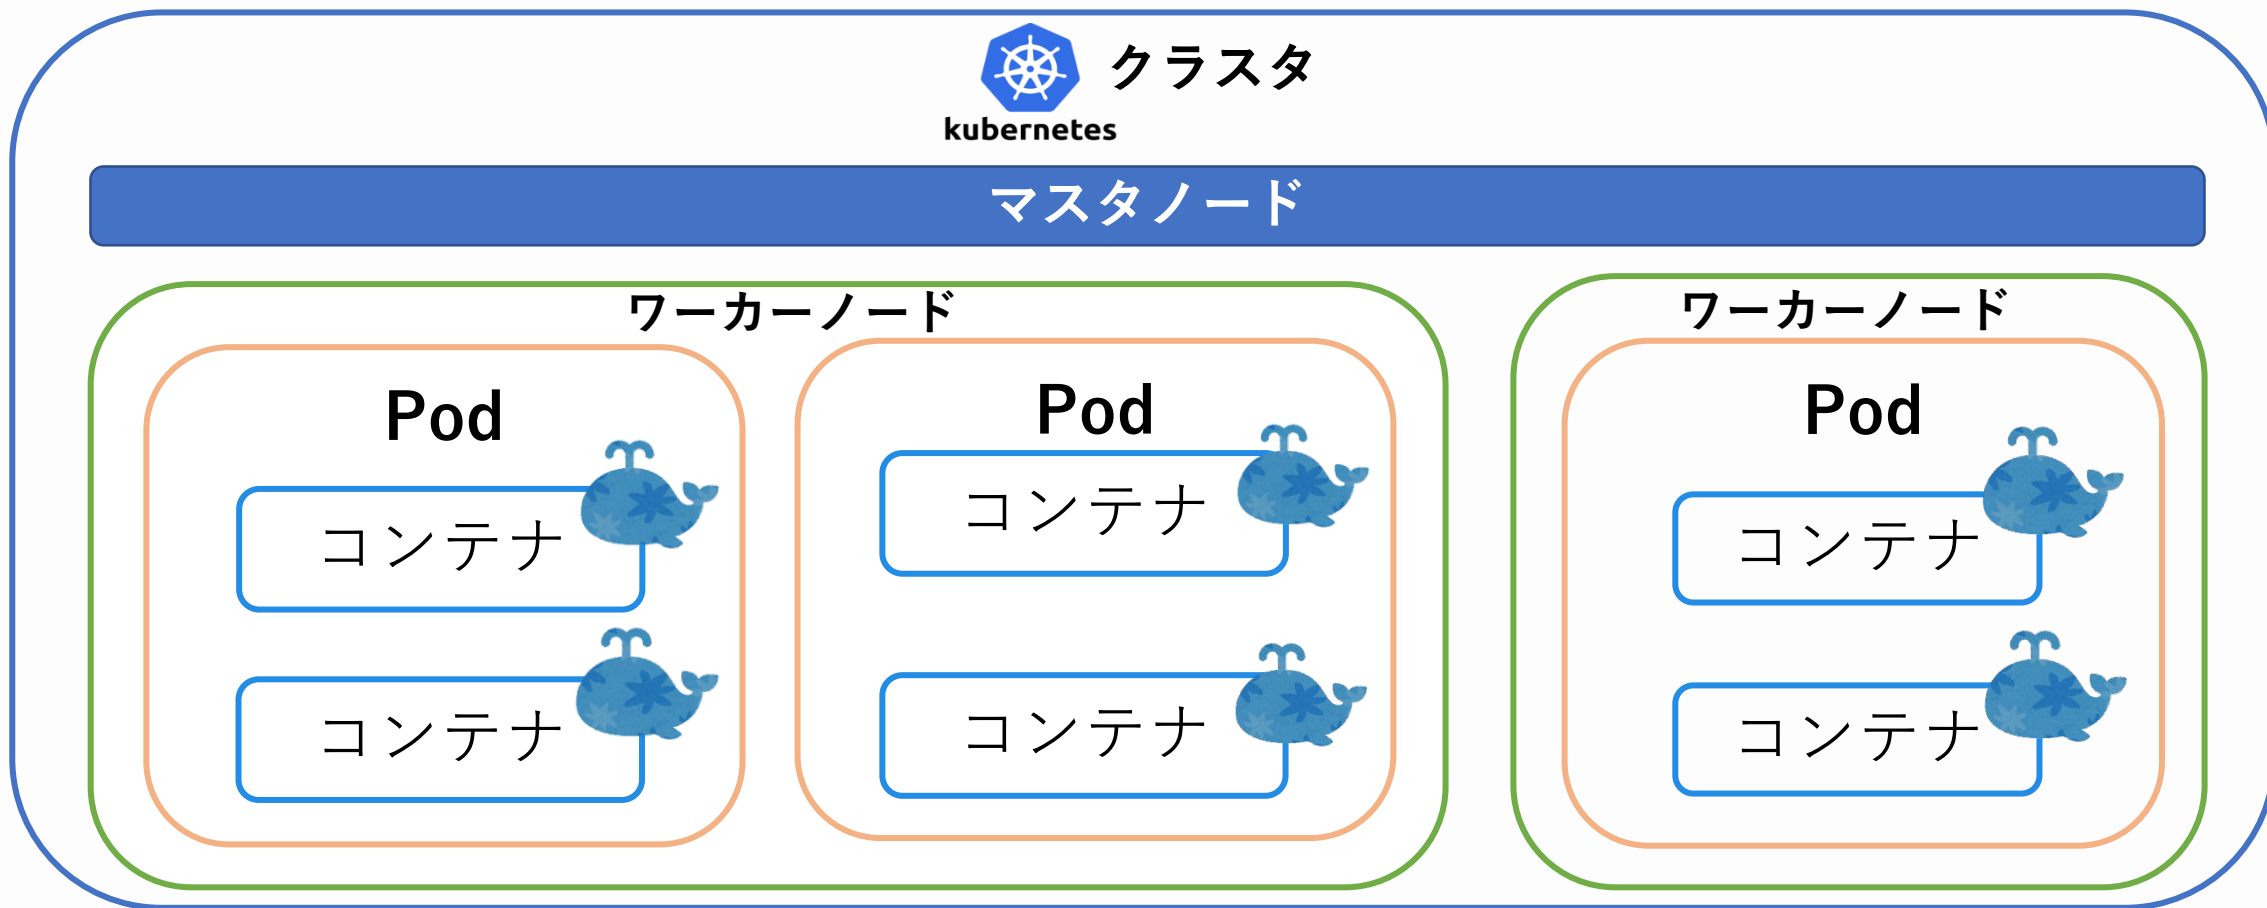 クラスタ
kubernetes
マスタノード
ワーカーノード
Pod
コンテナ
コンテナ
Pod
コンテナ
コンテナ
ワーカーノード
Pod
コンテナ
コンテナ